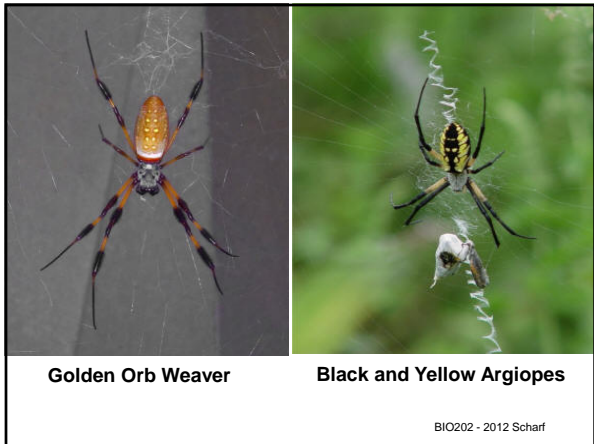 Golden Orb Weaver
Black and Yellow Argiopes
BIO202 - 2012 Scharf